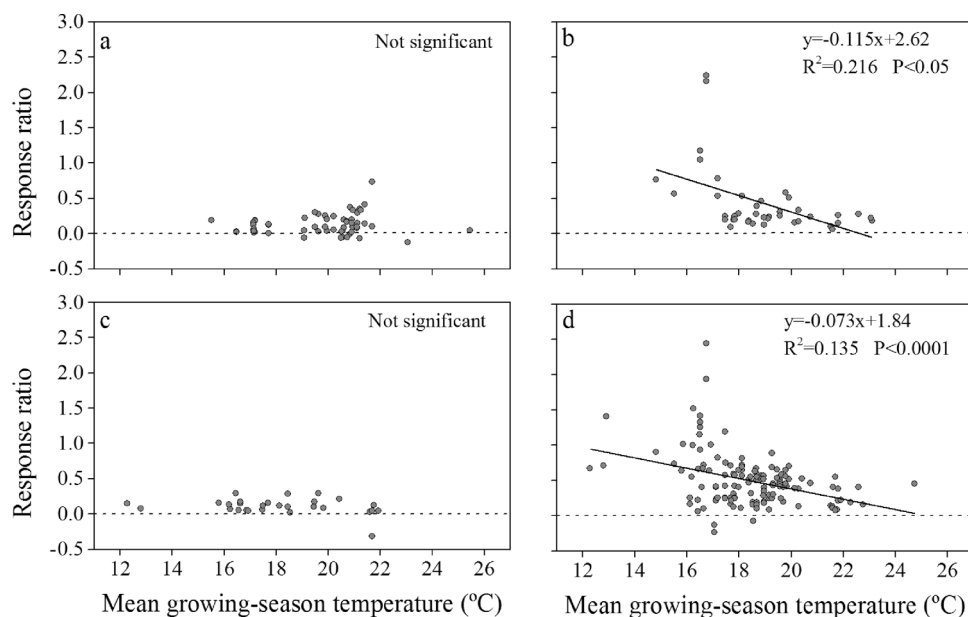 3.0
2.5
2.0
1.5
1.0
0.5
0.0
-0.5
Response ratio
a
Not significant
b
y=-0.115x+2.62
R²=0.216 P<0.05
3.0
2.5
2.0
1.5
1.0
0.5
0.0
-0.5
Response ratio
c
Not significant
d
y=-0.073x+1.84
R²=0.135 P<0.0001
12 14 16 18 20 22 24 26
12 14 16 18 20 22 24 26
Mean growing-season temperature (ºC)
Mean growing-season temperature (ºC)